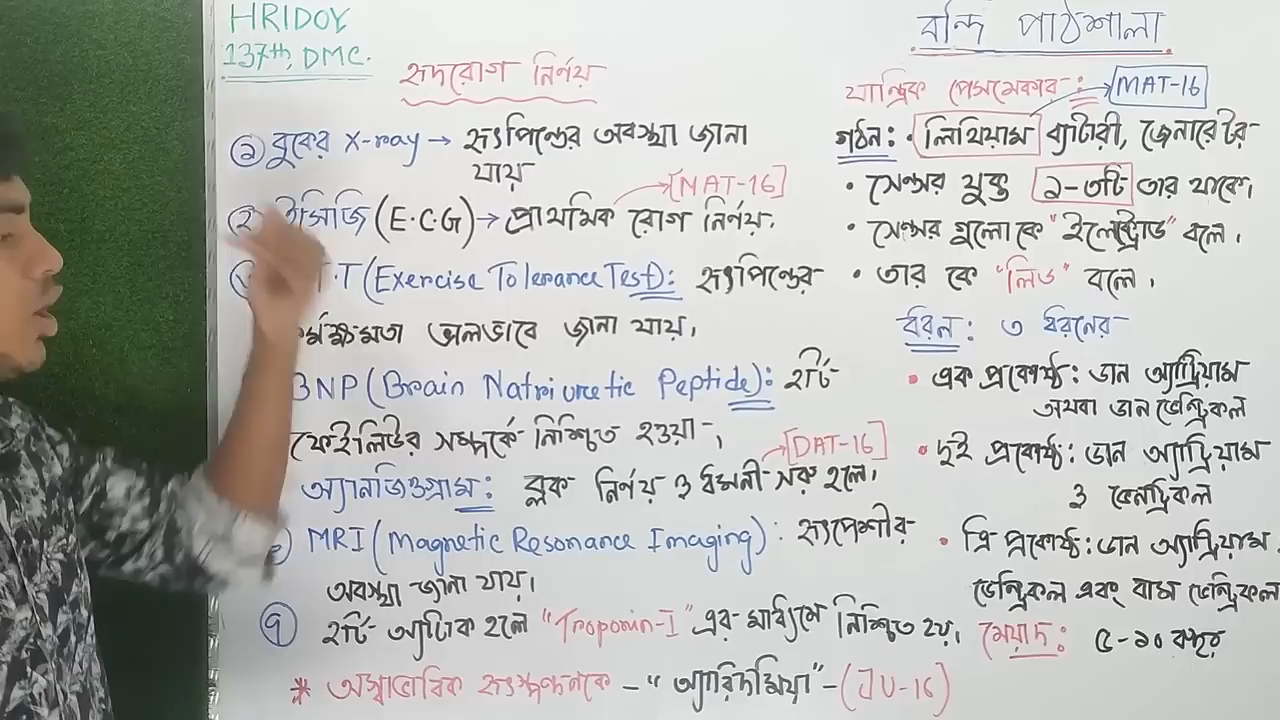 HRIDOY
137th, DMC.
হৃদরোগ নির্ণয়
① বুকের X-ray → হৃৎপিন্ডের অবস্থা জানা
যায়
[MAT-16]
② ইসিজি (E.C.G) → প্রাথমিক রোগ নির্ণয়.
T (Exercise Tolerance Test): হৃৎপিন্ডের
কর্মক্ষমতা ভালভাবে জানা যায়,
BNP (Brain Natriuretic Peptide): হার্ট
ফেইলিউর সম্পর্কে নিশ্চিত হওয়া,
[DAT-16]
অ্যানজিওগ্রাম: ব্লক নির্ণয় ও ধমনী সরু হলে.
MRI (Magnetic Resonance Imaging): হৃৎপেশীর
অবস্থা জানা যায়।
৭ হার্ট অ্যাটাক হলে "Troponin-I" এর মাধ্যমে নিশ্চিত হয়,
* অস্বাভাবিক হৃৎস্পন্দনকে - "অ্যারিদমিয়া" - (JU-16)
বন্দি পাঠশালা
যান্ত্রিক পেসমেকার: → MAT-16
গঠন: • লিথিয়াম ব্যাটারী, জেনারেটর
• সেন্সর যুক্ত ১-৩টি তার থাকে,
• সেন্সর গুলো কে "ইলেক্ট্রোড" বলে,
• তার কে "লিড" বলে,
ধরন: ৩ ধরনের
• এক প্রকোষ্ঠ: ডান অ্যাট্রিয়াম
অথবা ডান ভেন্ট্রিকল
• দুই প্রকোষ্ঠ: ডান অ্যাট্রিয়াম
ও ভেনট্রিকল
• ত্রি প্রকোষ্ঠ: ডান অ্যাট্রিয়াম,
ভেন্ট্রিকল এবং বাম ভেন্ট্রিকল
মেয়াদ: ৫-১০ বছর